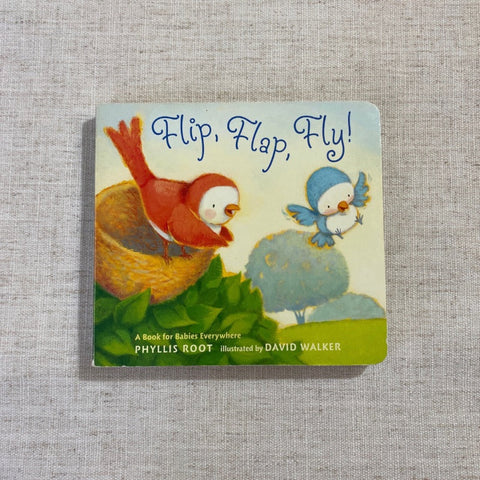 Flip, Flap, Fly!
A Book for Babies Everywhere
PHYLLIS ROOT illustrated by DAVID WALKER